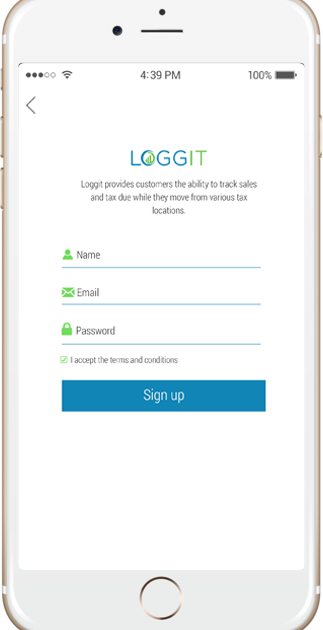 4:39 PM 100%
LOGGIT
Loggit provides customers the ability to track sales
and tax due while they move from various tax
locations.
Name
Email
Password
I accept the terms and conditions
Sign up